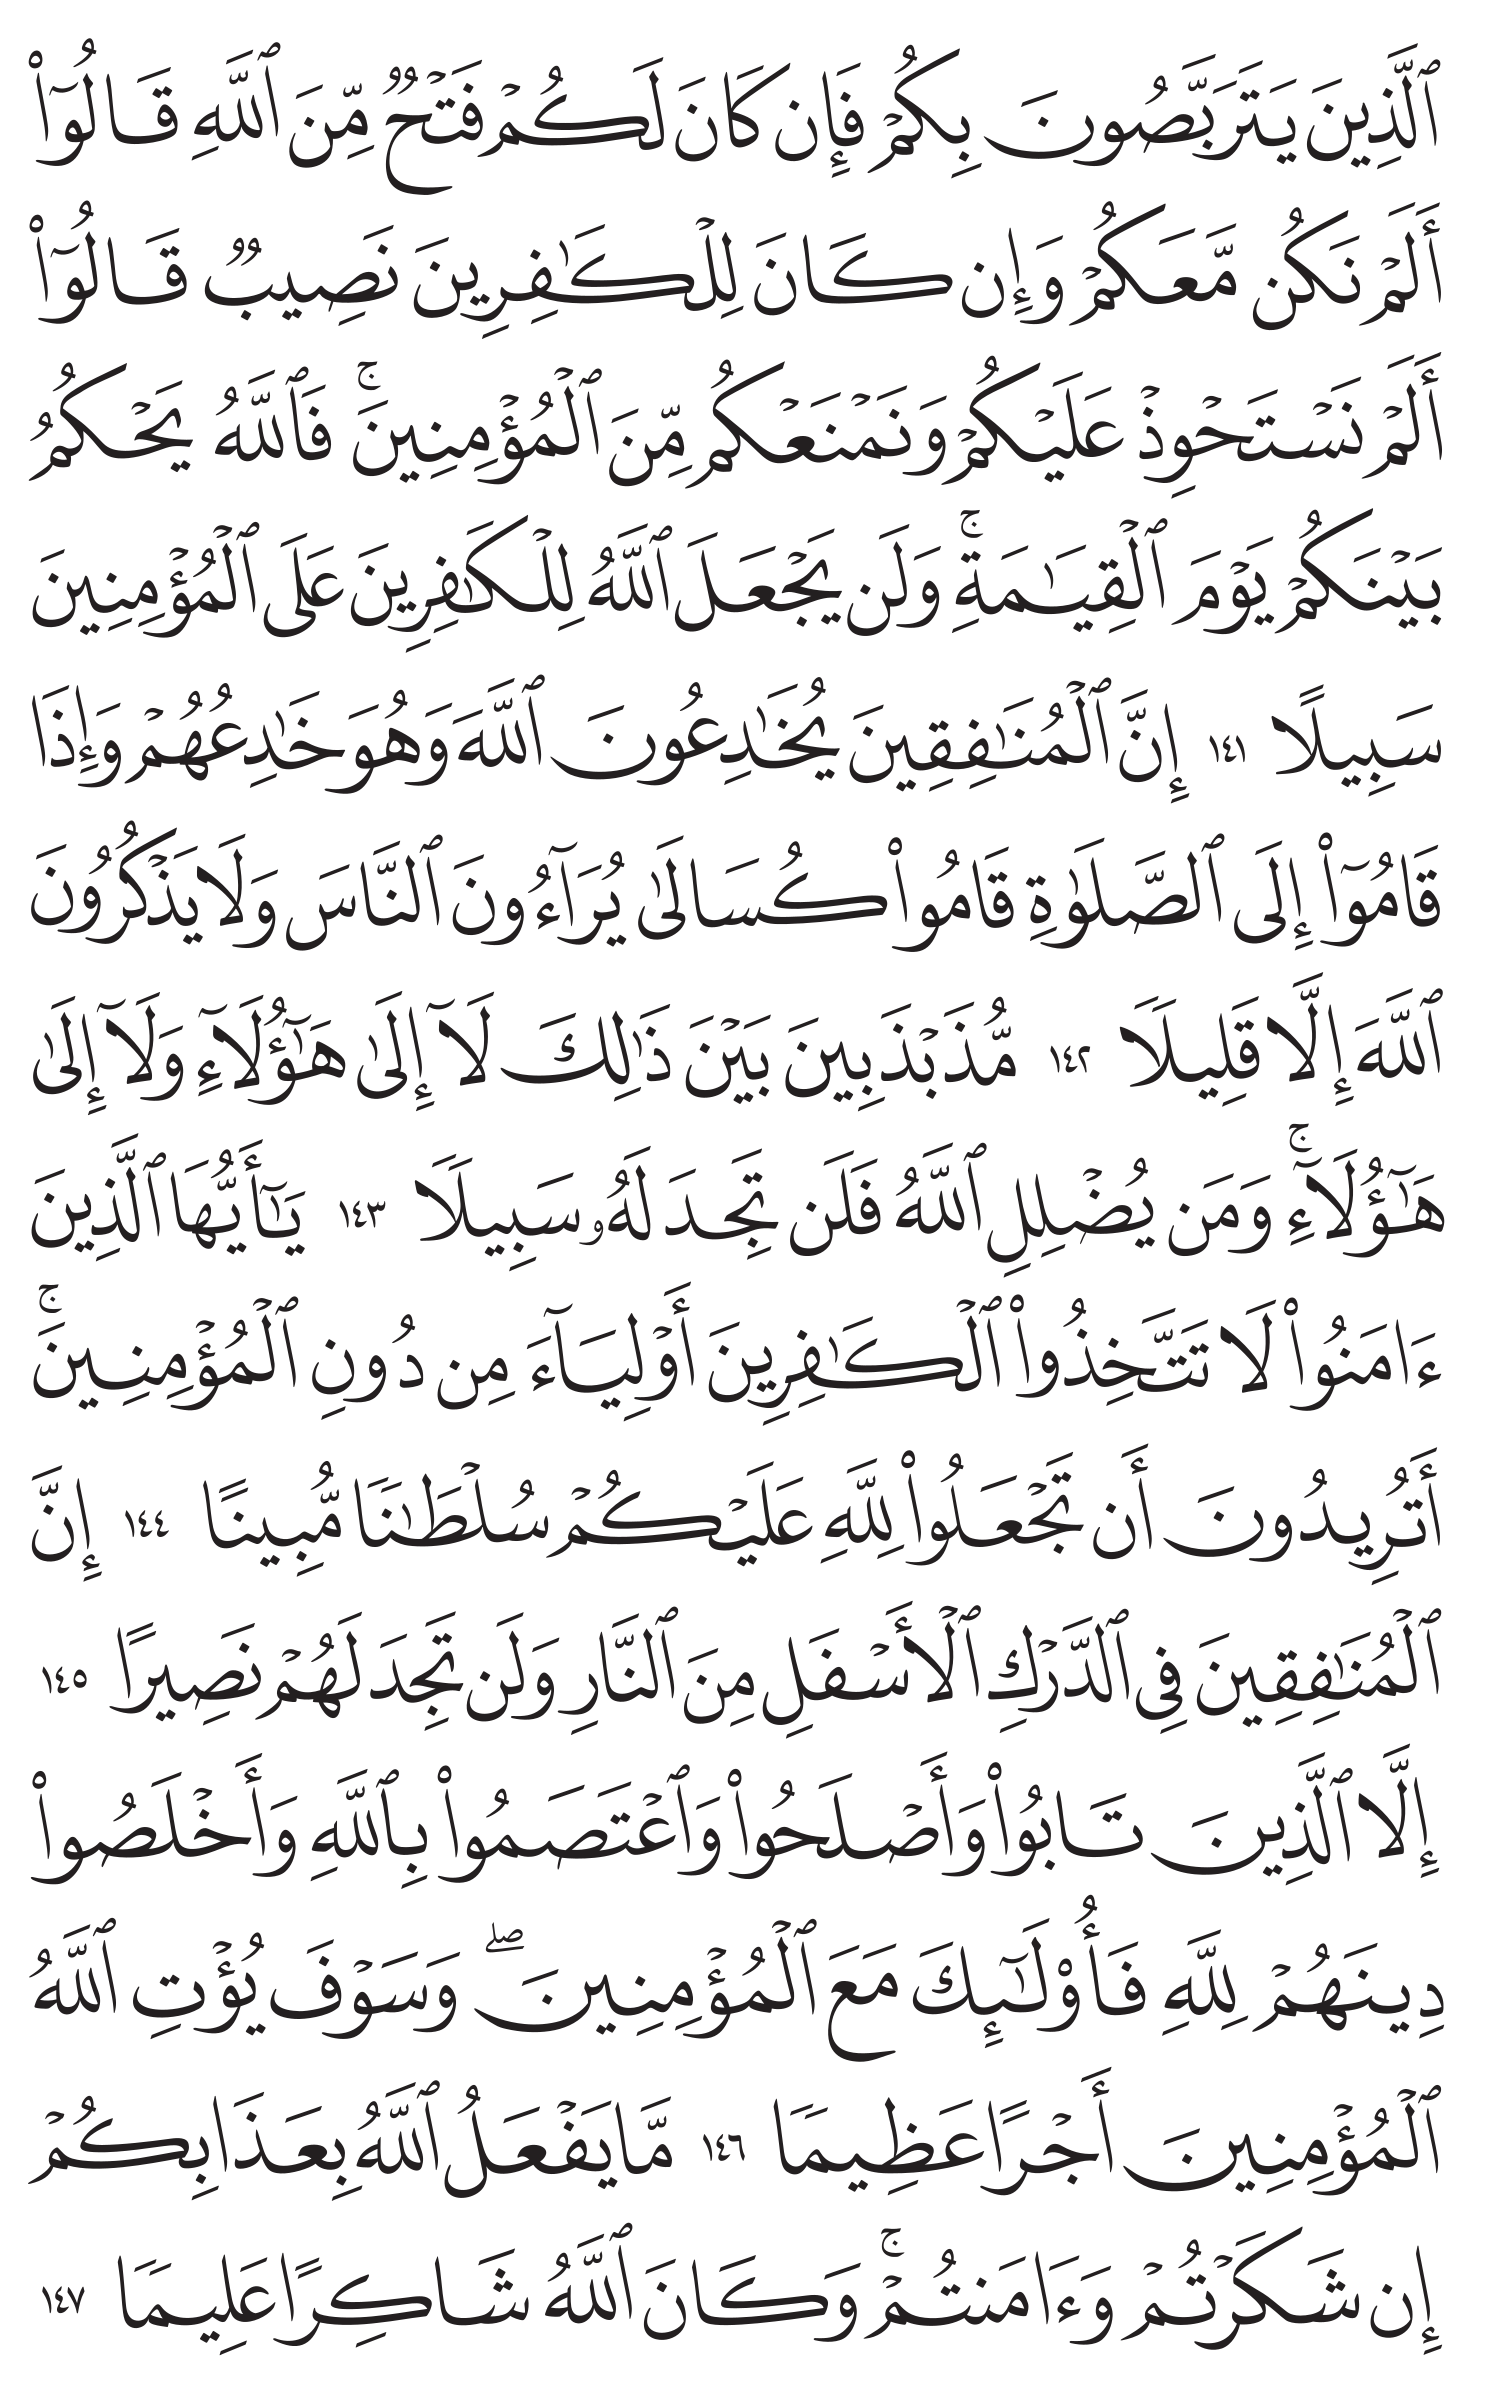 ٱلَّذِينَ يَتَرَبَّصُونَ بِكُمۡ فَإِن كَانَ لَكُمۡ فَتۡحٞ مِّنَ ٱللَّهِ قَالُوٓاْ
أَلَمۡ نَكُن مَّعَكُمۡ وَإِن كَانَ لِلۡكَٰفِرِينَ نَصِيبٞ قَالُوٓاْ
أَلَمۡ نَسۡتَحۡوِذۡ عَلَيۡكُمۡ وَنَمۡنَعۡكُم مِّنَ ٱلۡمُؤۡمِنِينَۚ فَٱللَّهُ يَحۡكُمُ
بَيۡنَكُمۡ يَوۡمَ ٱلۡقِيَٰمَةِۚ وَلَن يَجۡعَلَ ٱللَّهُ لِلۡكَٰفِرِينَ عَلَى ٱلۡمُؤۡمِنِينَ
سَبِيلًا ١٤١ إِنَّ ٱلۡمُنَٰفِقِينَ يُخَٰدِعُونَ ٱللَّهَ وَهُوَ خَٰدِعُهُمۡ وَإِذَا
قَامُوٓاْ إِلَى ٱلصَّلَوٰةِ قَامُواْ كُسَالَىٰ يُرَآءُونَ ٱلنَّاسَ وَلَا يَذۡكُرُونَ
ٱللَّهَ إِلَّا قَلِيلٗا ١٤٢ مُّذَبۡذَبِينَ بَيۡنَ ذَٰلِكَ لَآ إِلَىٰ هَٰٓؤُلَآءِ وَلَآ إِلَىٰ
هَٰٓؤُلَآءِۚ وَمَن يُضۡلِلِ ٱللَّهُ فَلَن تَجِدَ لَهُۥ سَبِيلٗا ١٤٣ يَٰٓأَيُّهَا ٱلَّذِينَ
ءَامَنُواْ لَا تَتَّخِذُواْ ٱلۡكَٰفِرِينَ أَوۡلِيَآءَ مِن دُونِ ٱلۡمُؤۡمِنِينَۚ
أَتُرِيدُونَ أَن تَجۡعَلُواْ لِلَّهِ عَلَيۡكُمۡ سُلۡطَٰنٗا مُّبِينًا ١٤٤ إِنَّ
ٱلۡمُنَٰفِقِينَ فِي ٱلدَّرۡكِ ٱلۡأَسۡفَلِ مِنَ ٱلنَّارِ وَلَن تَجِدَ لَهُمۡ نَصِيرًا ١٤٥
إِلَّا ٱلَّذِينَ تَابُواْ وَأَصۡلَحُواْ وَٱعۡتَصَمُواْ بِٱللَّهِ وَأَخۡلَصُواْ
دِينَهُمۡ لِلَّهِ فَأُوْلَٰٓئِكَ مَعَ ٱلۡمُؤۡمِنِينَۖ وَسَوۡفَ يُؤۡتِ ٱللَّهُ
ٱلۡمُؤۡمِنِينَ أَجۡرًا عَظِيمٗا ١٤٦ مَّا يَفۡعَلُ ٱللَّهُ بِعَذَابِكُمۡ
إِن شَكَرۡتُمۡ وَءَامَنتُمۡۚ وَكَانَ ٱللَّهُ شَاكِرًا عَلِيمٗا ١٤٧